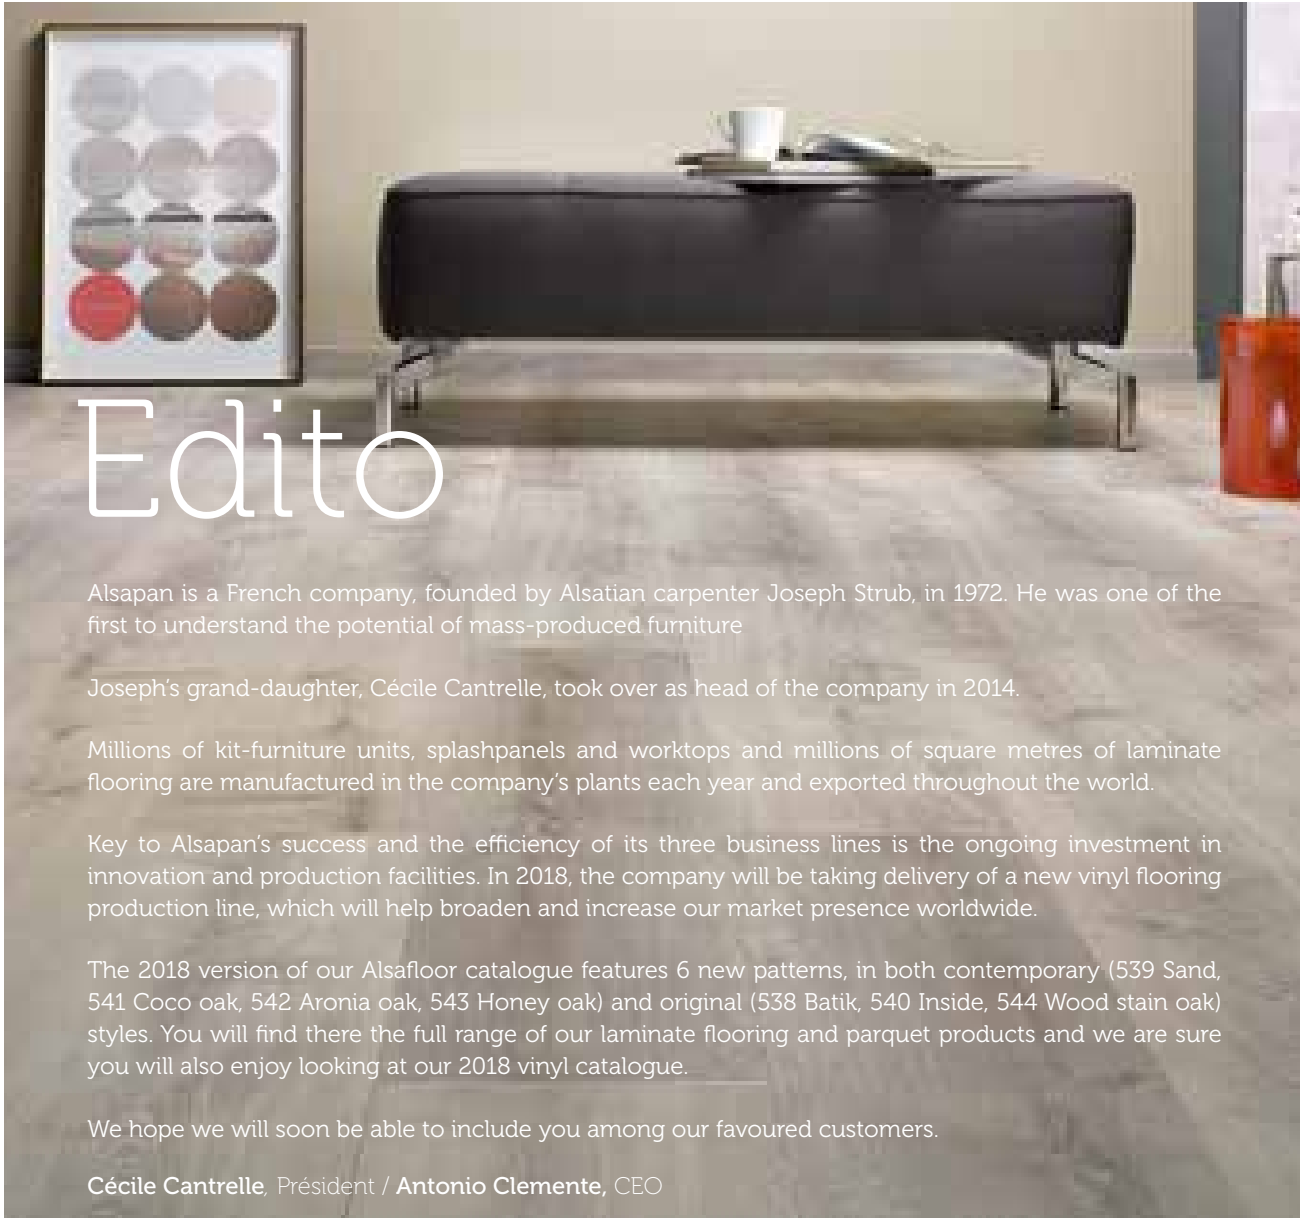 Edito
Alsapan is a French company, founded by Alsatian carpenter Joseph Strub, in 1972. He was one of the
first to understand the potential of mass-produced furniture
Joseph's grand-daughter, Cécile Cantrelle, took over as head of the company in 2014.
Millions of kit-furniture units, splashpanels and worktops and millions of square metres of laminate
flooring are manufactured in the company's plants each year and exported throughout the world.
Key to Alsapan's success and the efficiency of its three business lines is the ongoing investment in
innovation and production facilities. In 2018, the company will be taking delivery of a new vinyl flooring
production line, which will help broaden and increase our market presence worldwide.
The 2018 version of our Alsafloor catalogue features 6 new patterns, in both contemporary (539 Sand,
541 Coco oak, 542 Aronia oak, 543 Honey oak) and original (538 Batik, 540 Inside, 544 Wood stain oak)
styles. You will find there the full range of our laminate flooring and parquet products and we are sure
you will also enjoy looking at our 2018 vinyl catalogue.
We hope we will soon be able to include you among our favoured customers.
Cécile Cantrelle, Président / Antonio Clemente, CEO